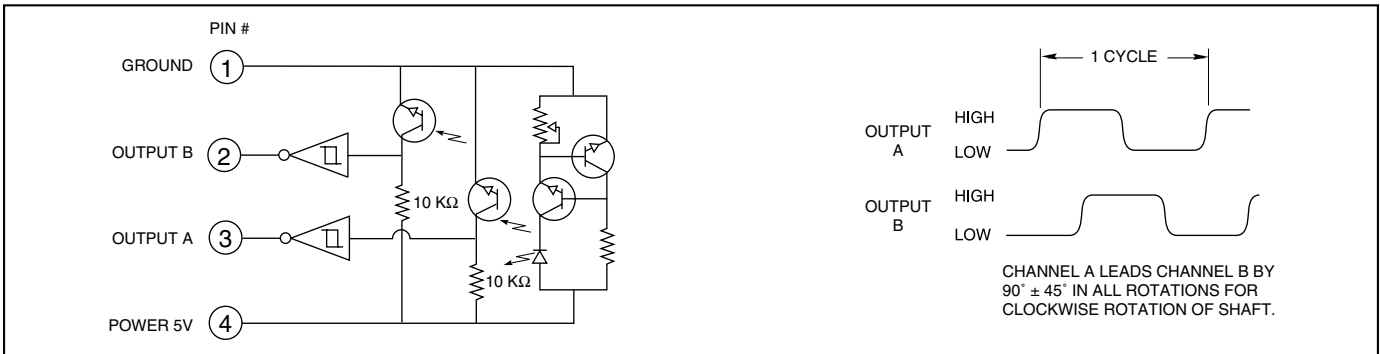 PIN #
GROUND 1
OUTPUT B 2
10 KΩ
OUTPUT A 3
10 KΩ
POWER 5V 4
1 CYCLE
OUTPUT
A
HIGH
LOW
OUTPUT
B
HIGH
LOW
CHANNEL A LEADS CHANNEL B BY
90˚ ± 45˚ IN ALL ROTATIONS FOR
CLOCKWISE ROTATION OF SHAFT.